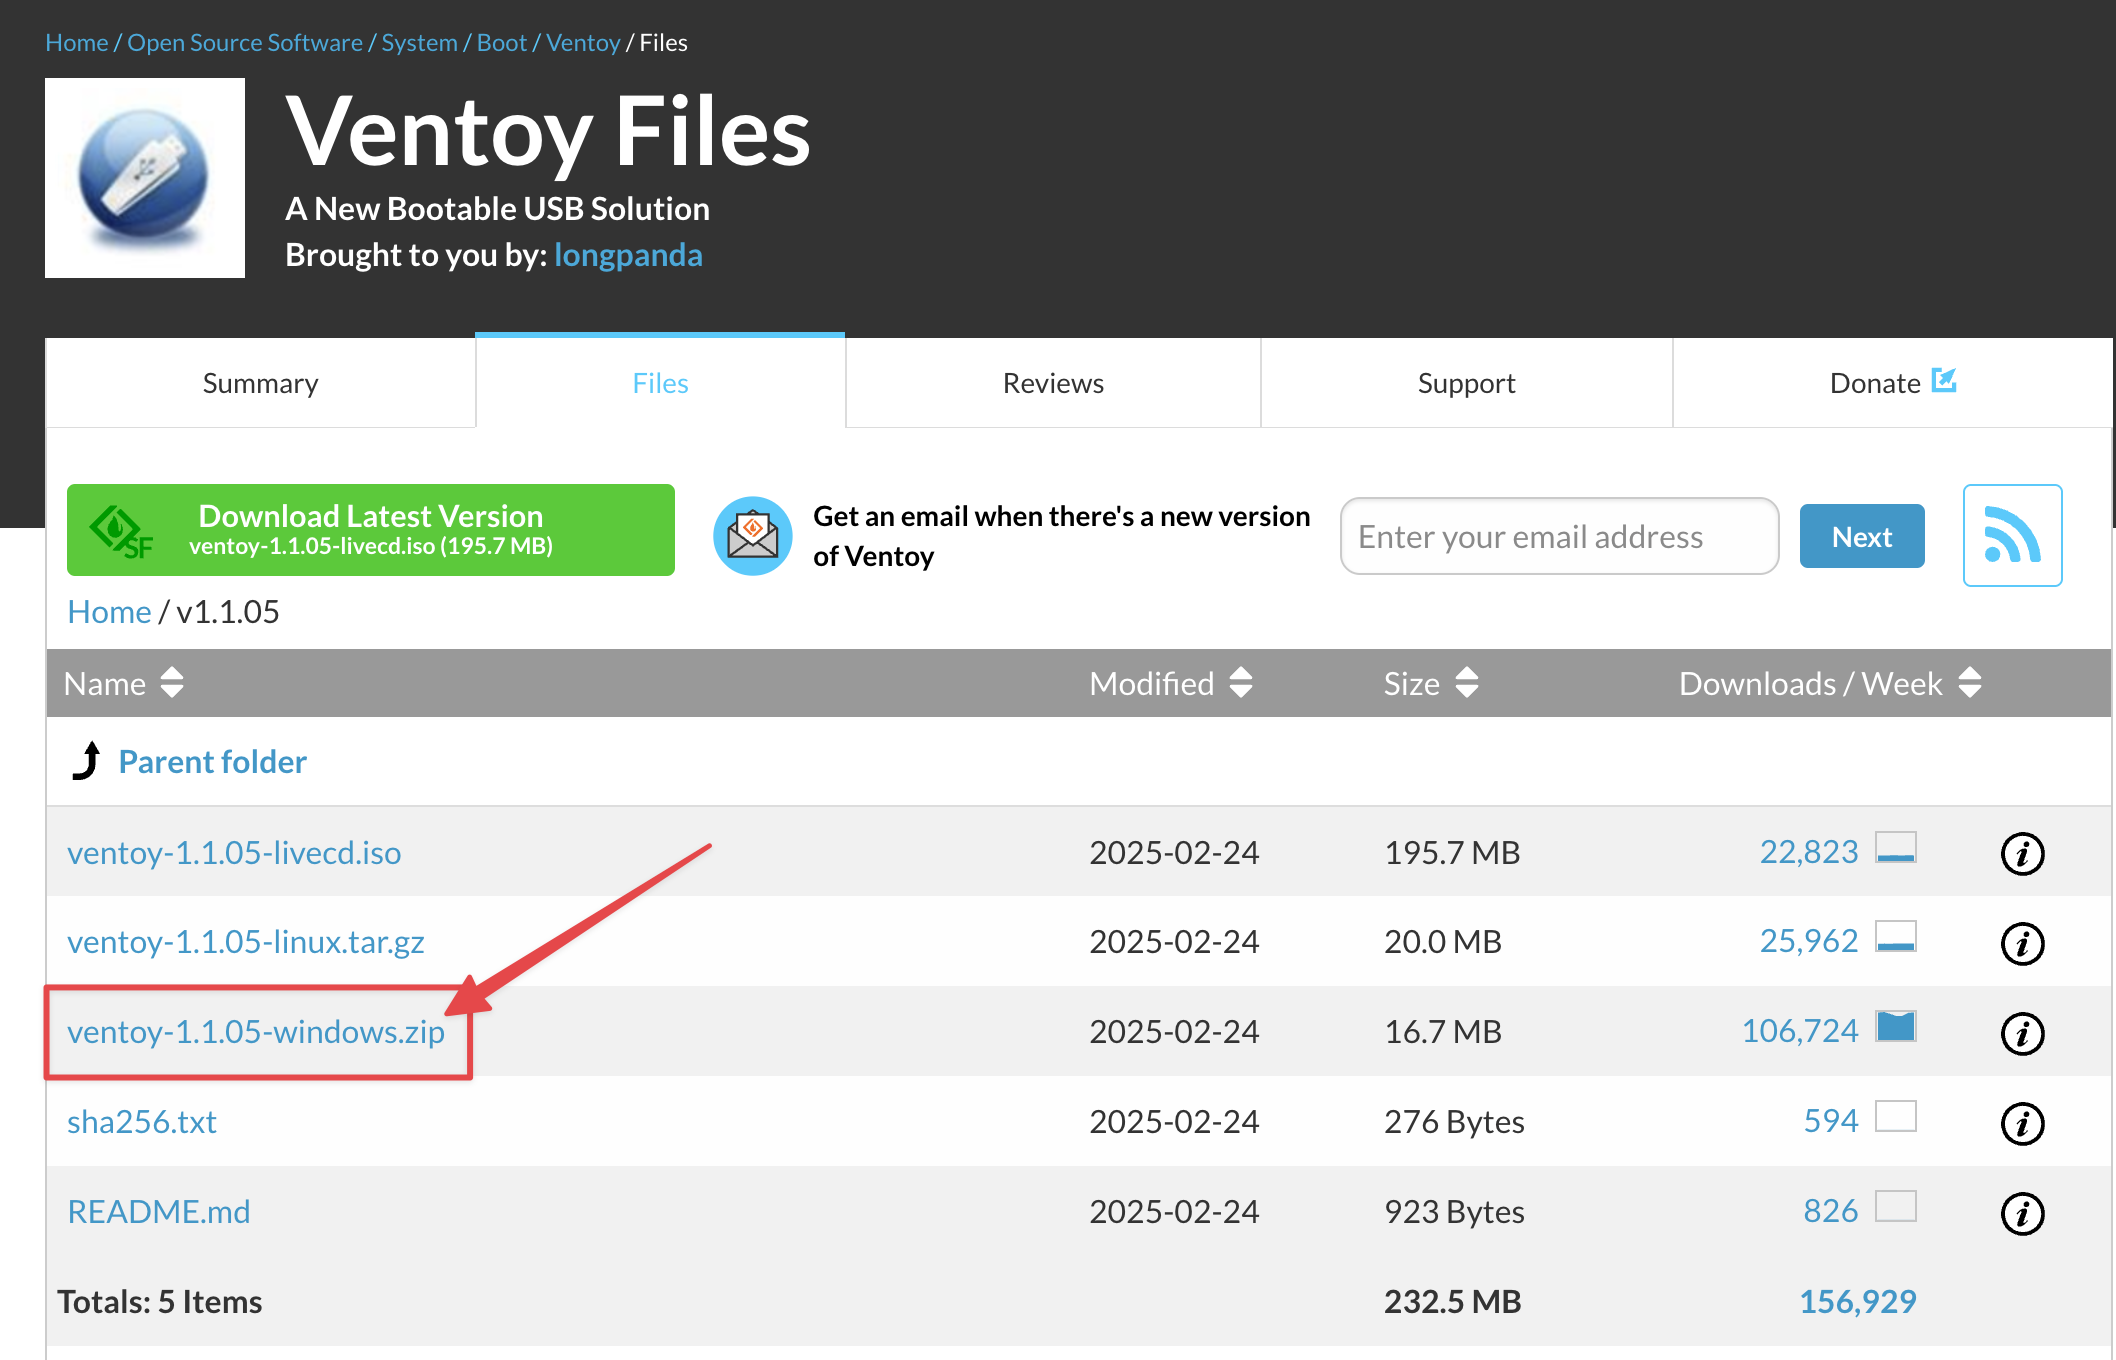 Home / Open Source Software / System / Boot / Ventoy / Files
Ventoy Files
A New Bootable USB Solution
Brought to you by: longpanda
Summary
Files
Reviews
Support
Donate
SF
Download Latest Version
ventoy-1.1.05-livecd.iso (195.7 MB)
Get an email when there's a new version
of Ventoy
Enter your email address
Next
Home / v1.1.05
Name Modified Size Downloads / Week
Parent folder
ventoy-1.1.05-livecd.iso 2025-02-24 195.7 MB 22,823 i
ventoy-1.1.05-linux.tar.gz 2025-02-24 20.0 MB 25,962 i
ventoy-1.1.05-windows.zip 2025-02-24 16.7 MB 106,724 i
sha256.txt 2025-02-24 276 Bytes 594 i
README.md 2025-02-24 923 Bytes 826 i
Totals: 5 Items 232.5 MB 156,929